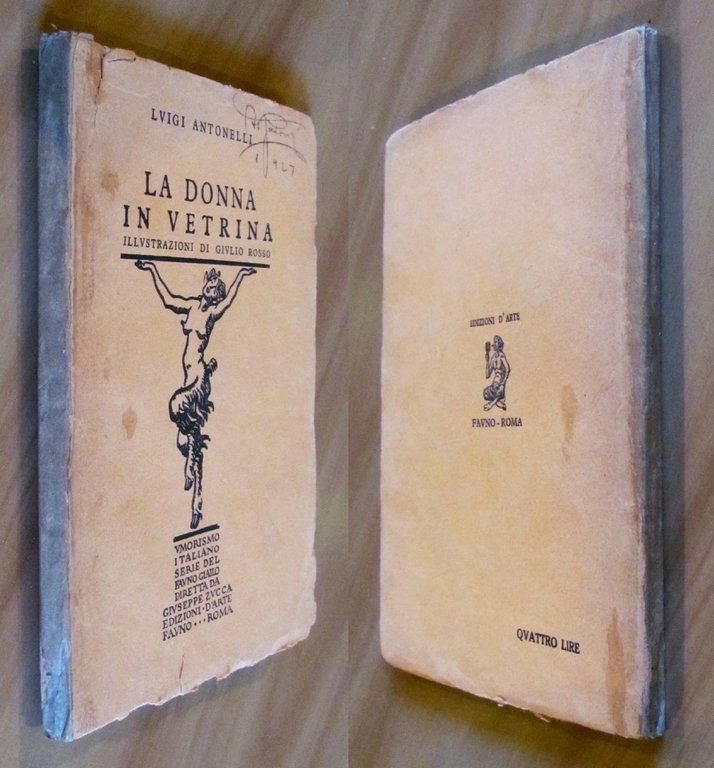 LVIGI ANTONELLI
1927
LA DONNA
IN VETRINA
ILLVSTRAZIONI DI GIVLIO ROSSO
VMORISMO
ITALIANO
SERIE DEL
FAVNO GIALLO
DIRETTA DA
GIVSEPPE ZVCCA
EDIZIONI · D'ARTE
FAVNO ··· ROMA
EDIZIONI D'ARTE
FAVNO - ROMA
QVATTRO LIRE